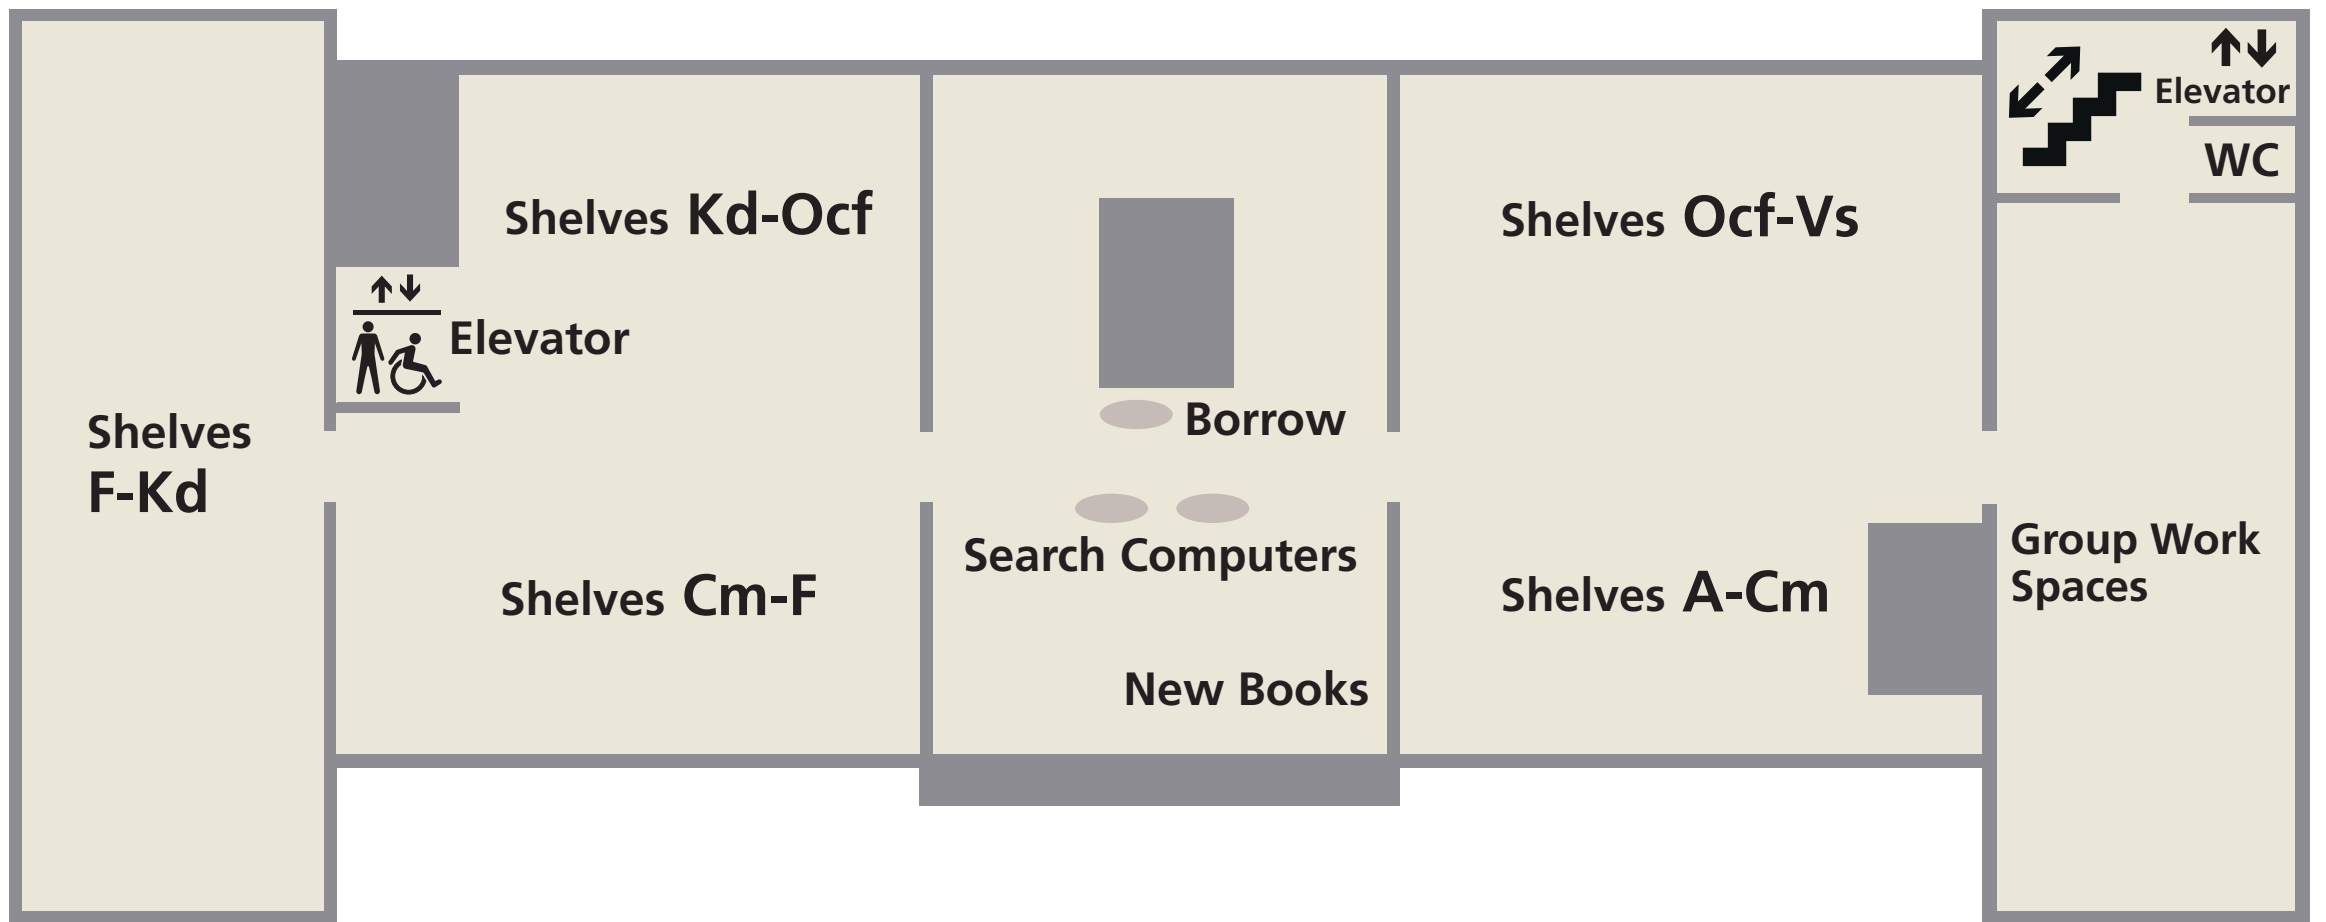 Elevator
WC
Shelves Kd-Ocf
Shelves Ocf-Vs
Elevator
Borrow
Shelves
F-Kd
Search Computers
Group Work
Spaces
Shelves Cm-F
Shelves A-Cm
New Books